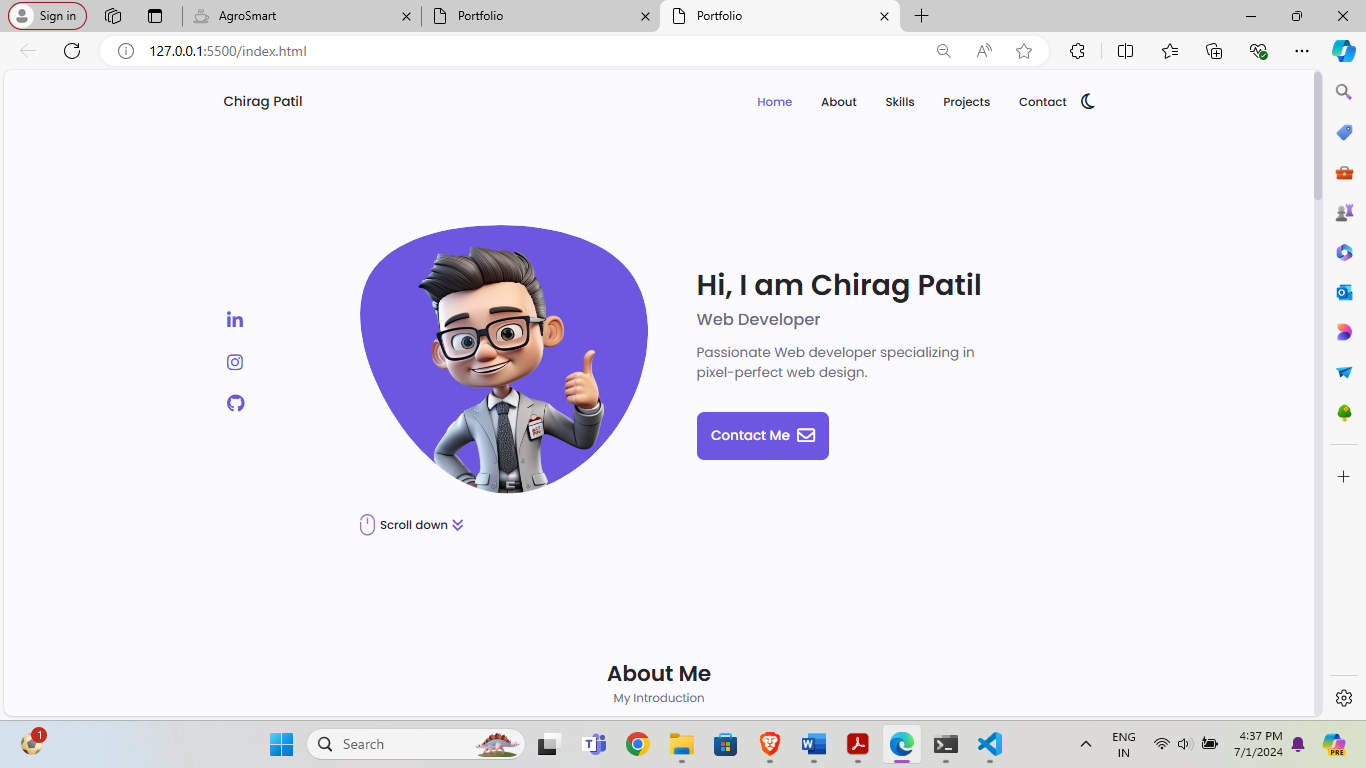 Sign in
AgroSmart
Portfolio
Portfolio
127.0.0.1:5500/index.html
Chirag Patil
Home
About
Skills
Projects
Contact
Hi, I am Chirag Patil
Web Developer
Passionate Web developer specializing in
pixel-perfect web design.
Contact Me
Scroll down
About Me
My Introduction
1
Search
ENG
IN
4:37 PM
7/1/2024
PRE